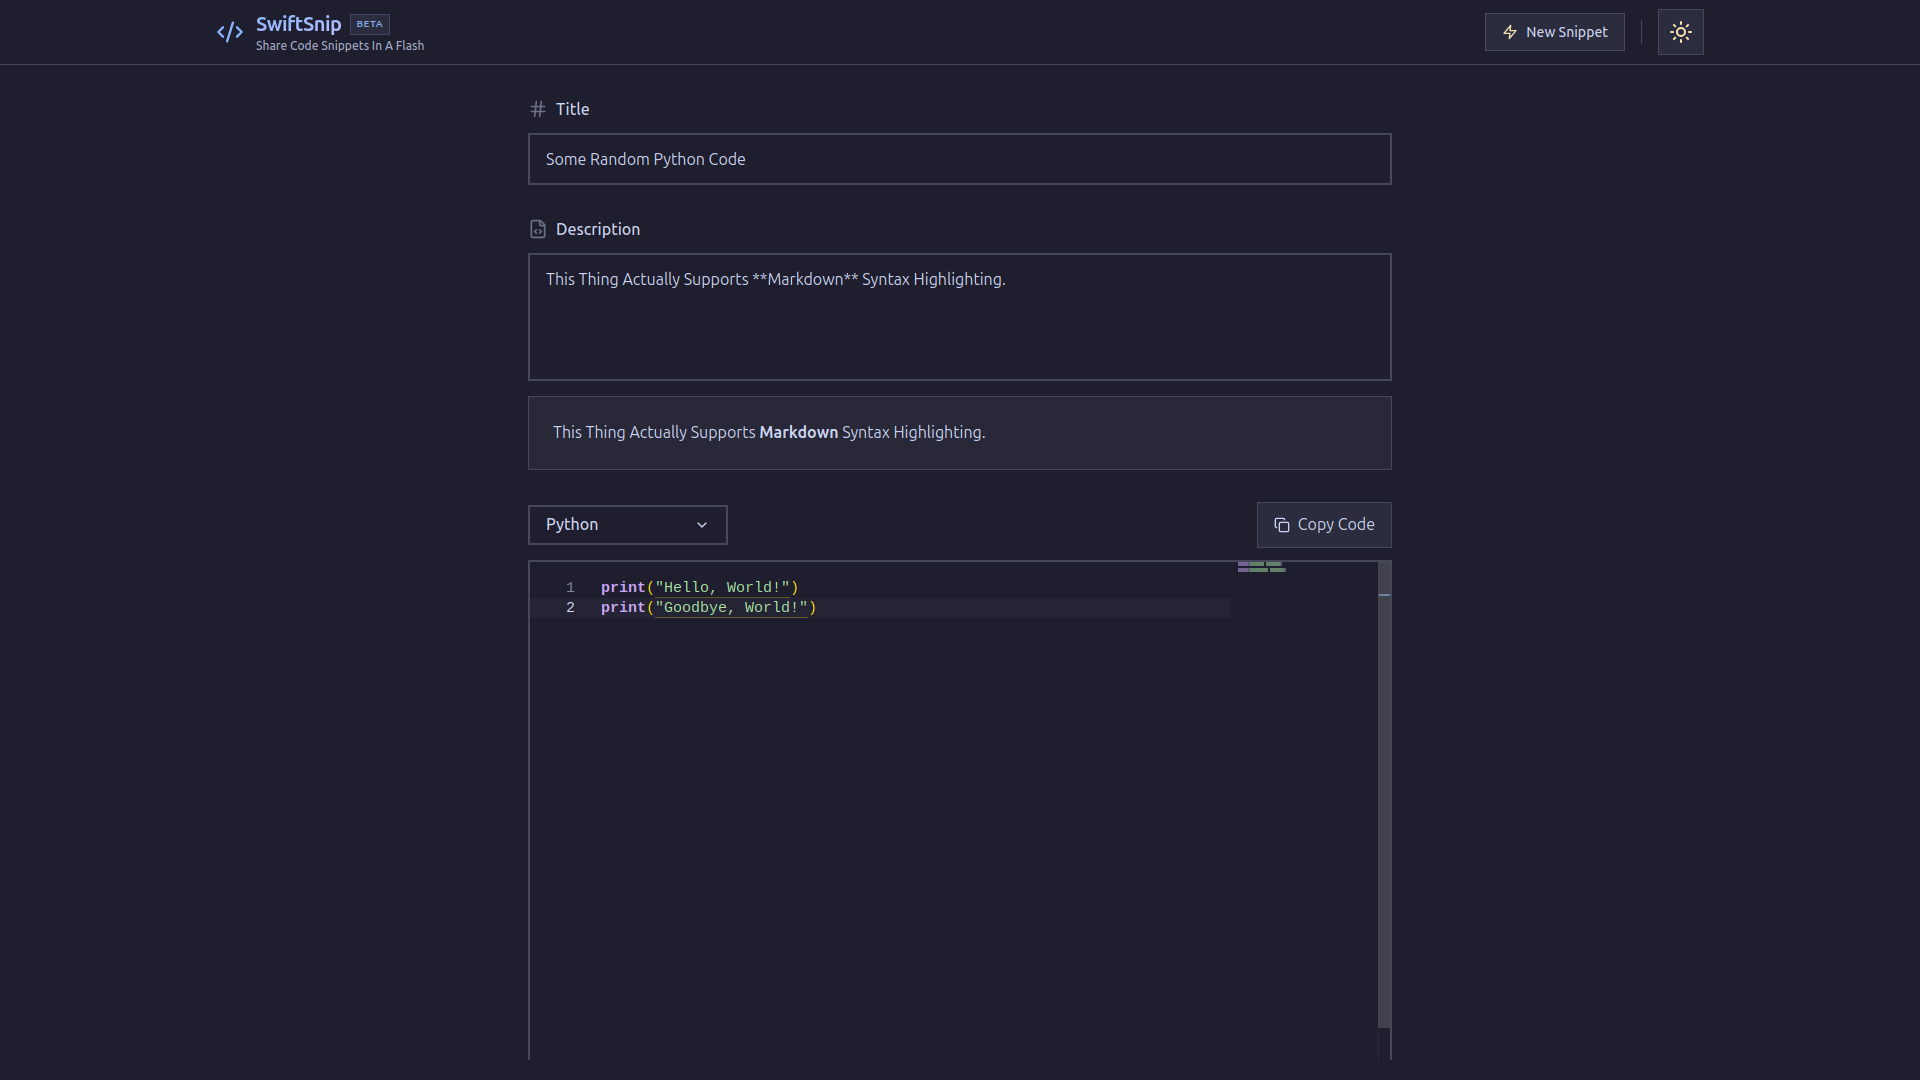 SwiftSnip BETA
Share Code Snippets In A Flash
New Snippet
Title
Some Random Python Code
Description
This Thing Actually Supports **Markdown** Syntax Highlighting.
This Thing Actually Supports Markdown Syntax Highlighting.
Python
Copy Code
1 print("Hello, World!")
2 print("Goodbye, World!")